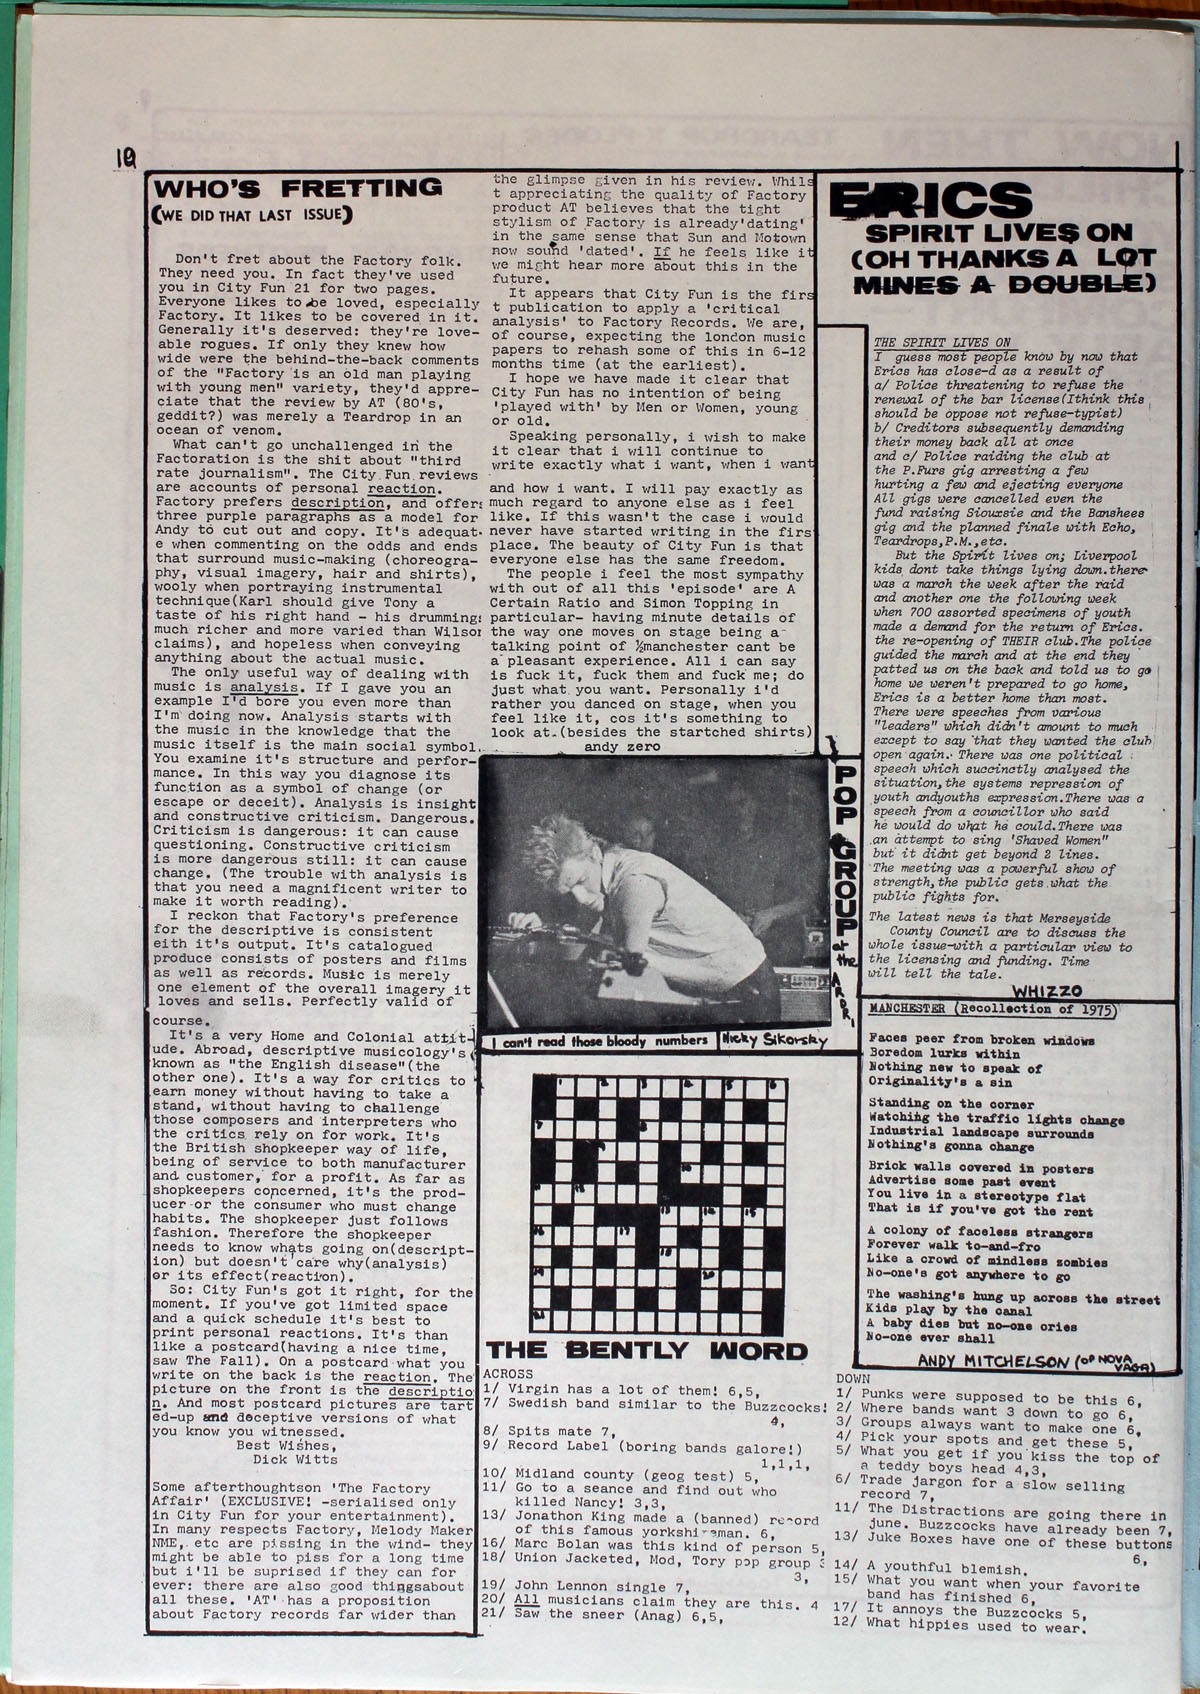 10
WHO'S FRETTING
(WE DID THAT LAST ISSUE)
Don't fret about the Factory folk.
They need you. In fact they've used
you in City Fun 21 for two pages.
Everyone likes to be loved, especially
Factory. It likes to be covered in it.
Generally it's deserved: they're love-
able rogues. If only they knew how
wide were the behind-the-back comments
of the "Factory is an old man playing
with young men" variety, they'd appre-
ciate that the review by AT (80's,
geddit?) was merely a Teardrop in an
ocean of venom.
What can't go unchallenged in the
Factoration is the shit about "third
rate journalism". The City Fun reviews
are accounts of personal reaction.
Factory prefers description, and offers
three purple paragraphs as a model for
Andy to cut out and copy. It's adequat-
e when commenting on the odds and ends
that surround music-making (choreogra-
phy, visual imagery, hair and shirts),
wooly when portraying instrumental
technique(Karl should give Tony a
taste of his right hand - his drumming:
much richer and more varied than Wilson
claims), and hopeless when conveying
anything about the actual music.
The only useful way of dealing with
music is analysis. If I gave you an
example I'd bore you even more than
I'm doing now. Analysis starts with
the music in the knowledge that the
music itself is the main social symbol.
You examine it's structure and perfor-
mance. In this way you diagnose its
function as a symbol of change (or
escape or deceit). Analysis is insight
and constructive criticism. Dangerous.
Criticism is dangerous: it can cause
questioning. Constructive criticism
is more dangerous still: it can cause
change. (The trouble with analysis is
that you need a magnificent writer to
make it worth reading).
I reckon that Factory's preference
for the descriptive is consistent
eith it's output. It's catalogued
produce consists of posters and films
as well as records. Music is merely
one element of the overall imagery it
loves and sells. Perfectly valid of
course.
It's a very Home and Colonial attit-
ude. Abroad, descriptive musicology's
known as "the English disease"(the
other one). It's a way for critics to
earn money without having to take a
stand, without having to challenge
those composers and interpreters who
the critics rely on for work. It's
the British shopkeeper way of life,
being of service to both manufacturer
and customer, for a profit. As far as
shopkeepers concerned, it's the prod-
ucer or the consumer who must change
habits. The shopkeeper just follows
fashion. Therefore the shopkeeper
needs to know whats going on(descript-
ion) but doesn't care why(analysis)
or its effect(reaction).
So: City Fun's got it right, for the
moment. If you've got limited space
and a quick schedule it's best to
print personal reactions. It's than
like a postcard(having a nice time,
saw The Fall). On a postcard what you
write on the back is the reaction. The
picture on the front is the descriptio
n. And most postcard pictures are tart
ed-up and deceptive versions of what
you know you witnessed.
Best Wishes,
Dick Witts
Some afterthoughtson 'The Factory
Affair' (EXCLUSIVE! -serialised only
in City Fun for your entertainment).
In many respects Factory, Melody Maker
NME, etc are pissing in the wind- they
might be able to piss for a long time
but i'll be suprised if they can for
ever: there are also good thingsabout
all these. 'AT' has a proposition
about Factory records far wider than
the glimpse given in his review. Whils
t appreciating the quality of Factory
product AT believes that the tight
stylism of Factory is already'dating'
in the same sense that Sun and Motown
now sound 'dated'. If he feels like it
we might hear more about this in the
future.
It appears that City Fun is the firs
t publication to apply a 'critical
analysis' to Factory Records. We are,
of course, expecting the london music
papers to rehash some of this in 6-12
months time (at the earliest).
I hope we have made it clear that
City Fun has no intention of being
'played with' by Men or Women, young
or old.
Speaking personally, i wish to make
it clear that i will continue to
write exactly what i want, when i want
and how i want. I will pay exactly as
much regard to anyone else as i feel
like. If this wasn't the case i would
never have started writing in the firs
place. The beauty of City Fun is that
everyone else has the same freedom.
The people i feel the most sympathy
with out of all this 'episode' are A
Certain Ratio and Simon Topping in
particular- having minute details of
the way one moves on stage being a
talking point of ½manchester cant be
a pleasant experience. All i can say
is fuck it, fuck them and fuck me; do
just what you want. Personally i'd
rather you danced on stage, when you
feel like it, cos it's something to
look at.(besides the startched shirts)
andy zero
POP GROUP at the ARDRI
I can't read those bloody numbers Nicky Sikorsky
THE BENTLY WORD
ACROSS
1/ Virgin has a lot of them! 6,5,
7/ Swedish band similar to the Buzzcocks!
4,
8/ Spits mate 7,
9/ Record Label (boring bands galore!)
1,1,1,
10/ Midland county (geog test) 5,
11/ Go to a seance and find out who
killed Nancy! 3,3,
13/ Jonathon King made a (banned) record
of this famous yorkshireman. 6,
16/ Marc Bolan was this kind of person 5,
18/ Union Jacketed, Mod, Tory pop group 3
3,
19/ John Lennon single 7,
20/ All musicians claim they are this. 4
21/ Saw the sneer (Anag) 6,5,
DOWN
1/ Punks were supposed to be this 6,
2/ Where bands want 3 down to go 6,
3/ Groups always want to make one 6,
4/ Pick your spots and get these 5,
5/ What you get if you kiss the top of
a teddy boys head 4,3,
6/ Trade jargon for a slow selling
record 7,
11/ The Distractions are going there in
june. Buzzcocks have already been 7,
13/ Juke Boxes have one of these buttons
6,
14/ A youthful blemish.
15/ What you want when your favorite
band has finished 6,
17/ It annoys the Buzzcocks 5,
12/ What hippies used to wear.
ERICS
SPIRIT LIVES ON
(OH THANKS A LOT
MINES A DOUBLE)
THE SPIRIT LIVES ON
I guess most people know by now that
Erics has close-d as a result of
a/ Police threatening to refuse the
renewal of the bar license(Ithink this
should be oppose not refuse-typist)
b/ Creditors subsequently demanding
their money back all at once
and c/ Police raiding the club at
the P.Furs gig arresting a few
hurting a few and ejecting everyone
All gigs were cancelled even the
fund raising Siouxsie and the Banshees
gig and the planned finale with Echo,
Teardrops,P.M.,etc.
But the Spirit lives on; Liverpool
kids dont take things lying down.there
was a march the week after the raid
and another one the following week
when 700 assorted specimens of youth
made a demand for the return of Erics.
the re-opening of THEIR club.The police
guided the march and at the end they
patted us on the back and told us to go
home we weren't prepared to go home,
Erics is a better home than most.
There were speeches from various
"leaders" which didn't amount to much
except to say that they wanted the club
open again. There was one political
speech which succinctly analysed the
situation,the systems repression of
youth andyouths expression.There was a
speech from a councillor who said
he would do what he could.There was
an attempt to sing 'Shaved Women"
but it didnt get beyond 2 lines.
The meeting was a powerful show of
strength,the public gets what the
public fights for.
The latest news is that Merseyside
County Council are to discuss the
whole issue-with a particular view to
the licensing and funding. Time
will tell the tale.
WHIZZO
MANCHESTER (Recollection of 1975)
Faces peer from broken windows
Boredom lurks within
Nothing new to speak of
Originality's a sin
Standing on the corner
Watching the traffic lights change
Industrial landscape surrounds
Nothing's gonna change
Brick walls covered in posters
Advertise some past event
You live in a stereotype flat
That is if you've got the rent
A colony of faceless strangers
Forever walk to-and-fro
Like a crowd of mindless zombies
No-one's got anywhere to go
The washing's hung up across the street
Kids play by the canal
A baby dies but no-one cries
No-one ever shall
ANDY MITCHELSON (OF NOVA VAGA)